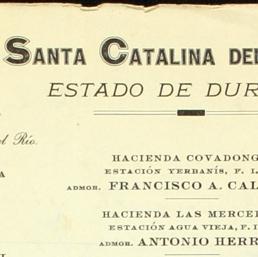 SANTA CATALINA DEL
ESTADO DE DUR
el Río.
HACIENDA COVADONG
ESTACIÓN YERBANÍS, F. I.
ADMOR. FRANCISCO A. CAL
HACIENDA LAS MERCE
ESTACIÓN AGUA VIEJA, F. I
ADMOR. ANTONIO HERR